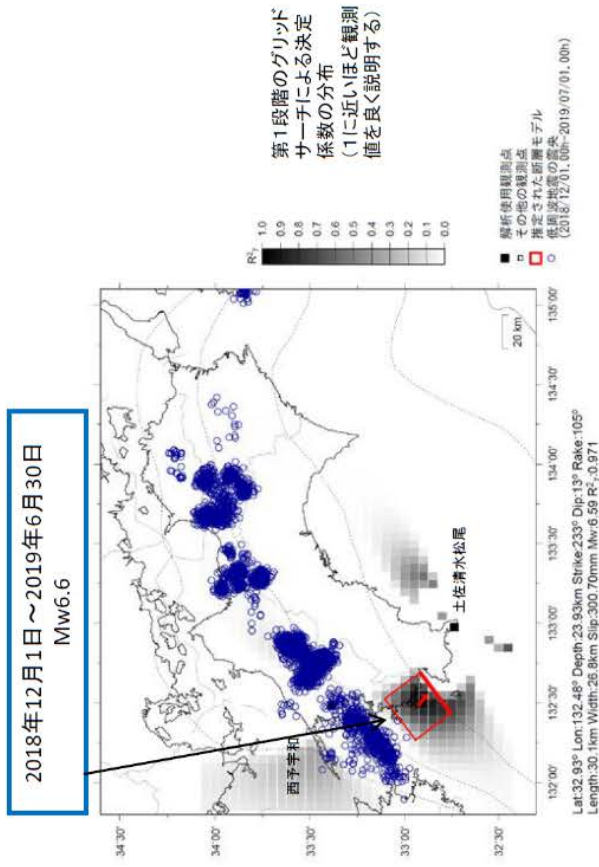 2018年12月1日～2019年6月30日
Mw6.6
第1段階のグリッド
サーチによる決定
係数の分布
(1に近いほど観測
値を良く説明する)
R²_T
1.0
0.9
0.8
0.7
0.6
0.5
0.4
0.3
0.2
0.1
0.0
解析使用観測点
その他の観測点
推定された断層モデル
低周波地震の震央
(2018/12/01.00h-2019/07/01.00h)
34°30'
34°00'
33°30'
33°00'
32°30'
西予宇和
土佐清水松尾
20 km
132°00'
132°30'
133°00'
133°30'
134°00'
134°30'
135°00'
Lat:32.93° Lon:132.48° Depth:23.93km Strike:233° Dip:13° Rake:105°
Length:30.1km Width:26.8km Slip:300.70mm Mw:6.59 R²_T:0.971